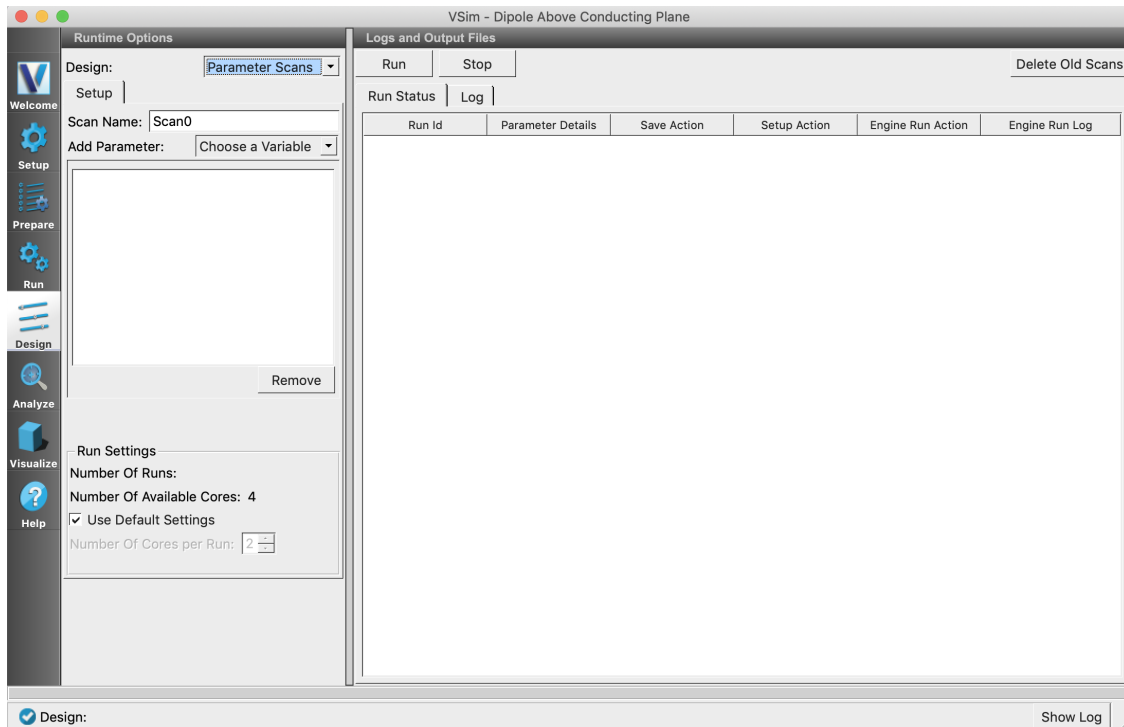 VSim - Dipole Above Conducting Plane
Runtime Options
Logs and Output Files
Welcome
Setup
Prepare
Run
Design
Analyze
Visualize
Help
Design: Parameter Scans
Setup
Scan Name: Scan0
Add Parameter: Choose a Variable
Remove
Run Settings
Number Of Runs:
Number Of Available Cores: 4
Use Default Settings
Number Of Cores per Run: 2
Run Stop Delete Old Scans
Run Status Log
Run Id Parameter Details Save Action Setup Action Engine Run Action Engine Run Log
Design: Show Log